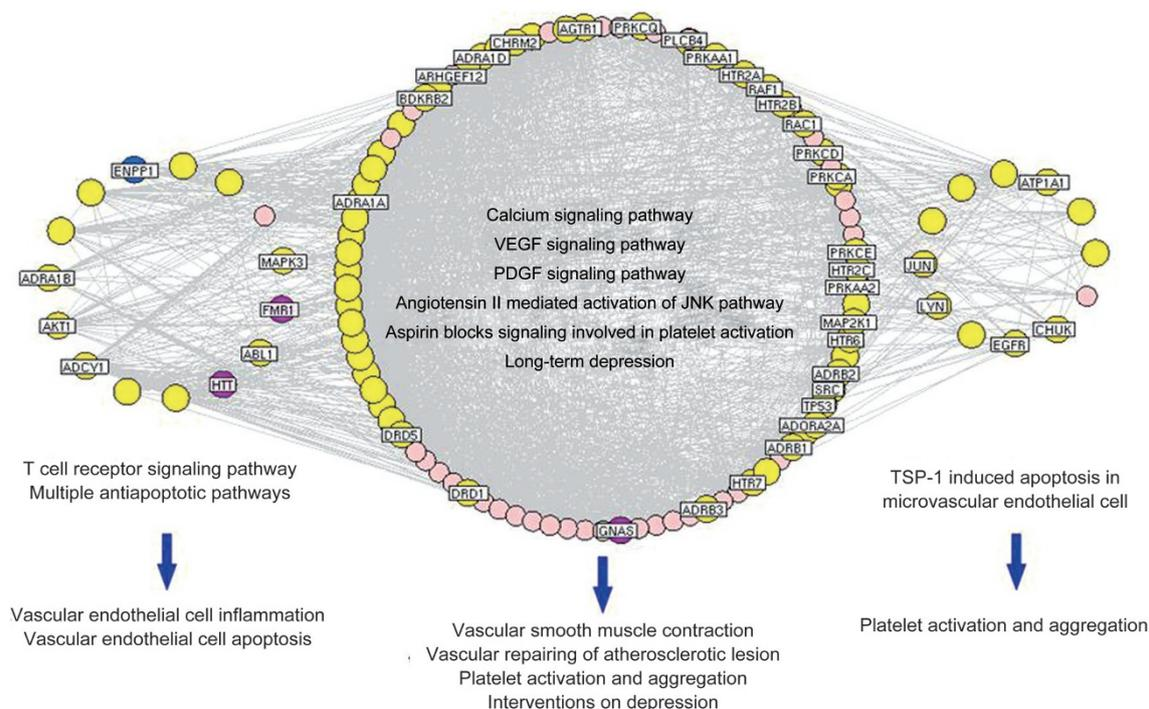 AGTR1
PRKCQ
CHRM2
PLCB4
ADRA1D
PRKAA1
ARHGEF12
HTR2A
RAF1
BDKRB2
HTR2B
RAC1
PRKCD
PRKCA
ENPP1
ATP1A1
ADRA1A
MAPK3
ADRA1B
FMR1
AKT1
ABL1
ADCY1
HTT
Calcium signaling pathway
VEGF signaling pathway
PDGF signaling pathway
Angiotensin II mediated activation of JNK pathway
Aspirin blocks signaling involved in platelet activation
Long-term depression
PRKCE
HTR2C
PRKAA2
MAP2K1
HTR6
ADRB2
SRC
TP53
ADORA2A
ADRB1
HTR7
ADRB3
GNAS
DRD1
DRD5
JUN
LYN
EGFR
CHUK
T cell receptor signaling pathway
Multiple antiapoptotic pathways
TSP-1 induced apoptosis in
microvascular endothelial cell
Vascular endothelial cell inflammation
Vascular endothelial cell apoptosis
Vascular smooth muscle contraction
Vascular repairing of atherosclerotic lesion
Platelet activation and aggregation
Interventions on depression
Platelet activation and aggregation